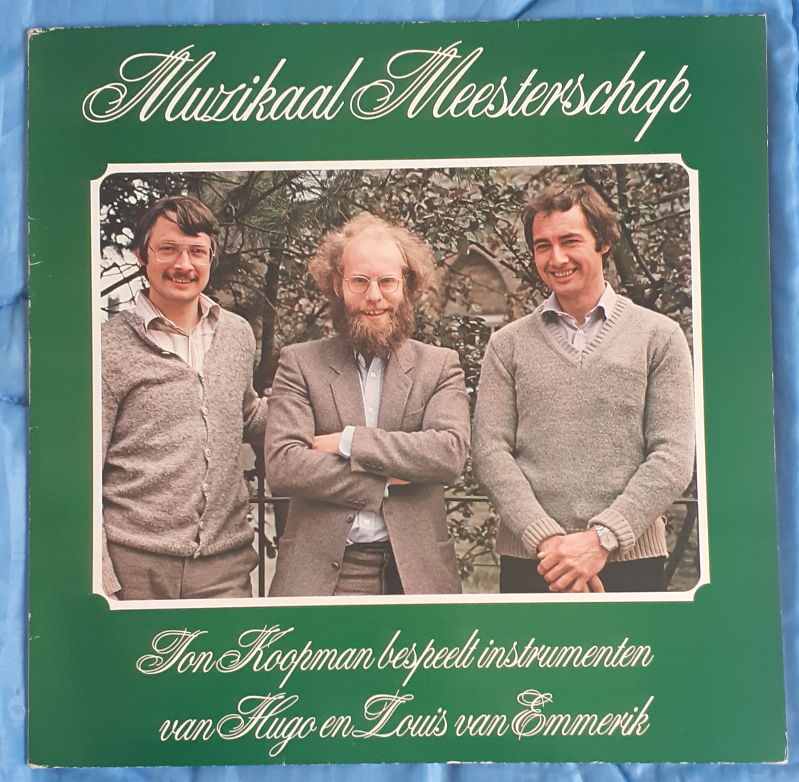 Muzikaal Meesterschap
Ton Koopman bespeelt instrumenten
van Hugo en Louis van Emmerik